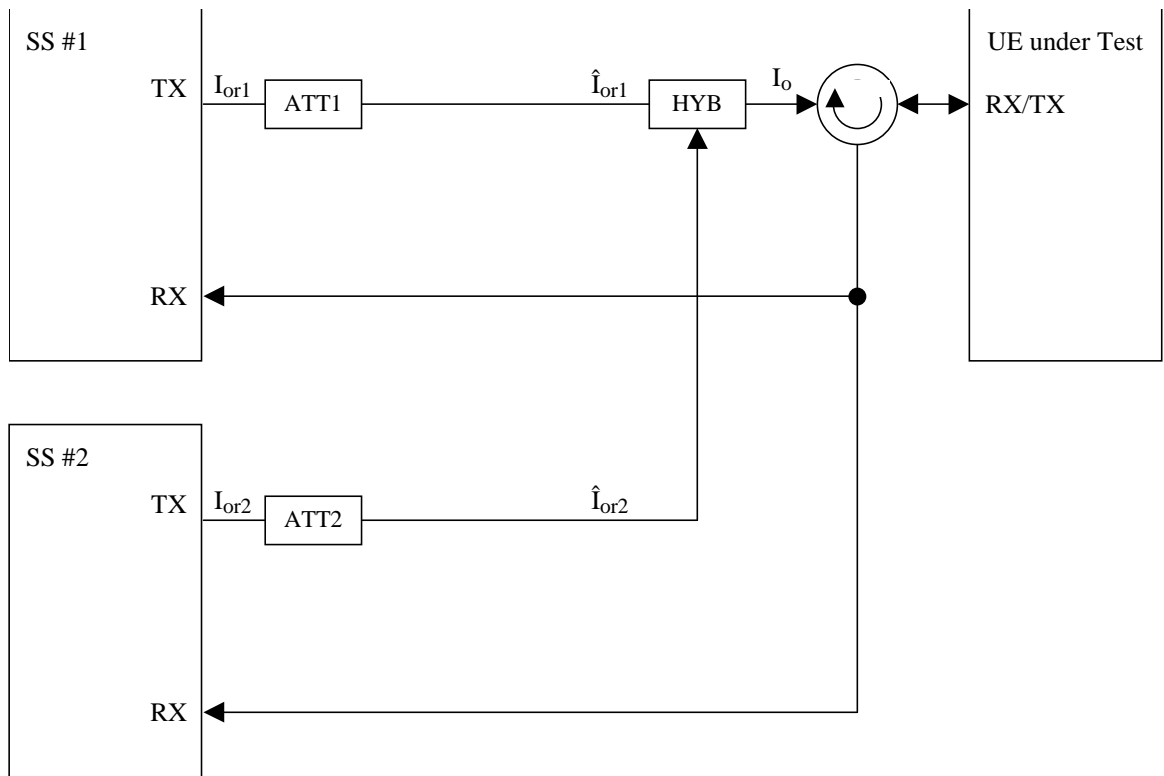 SS #1
UE under Test
TX
I_or1
ATT1
Î_or1
HYB
I_o
RX/TX
RX
SS #2
TX
I_or2
ATT2
Î_or2
RX